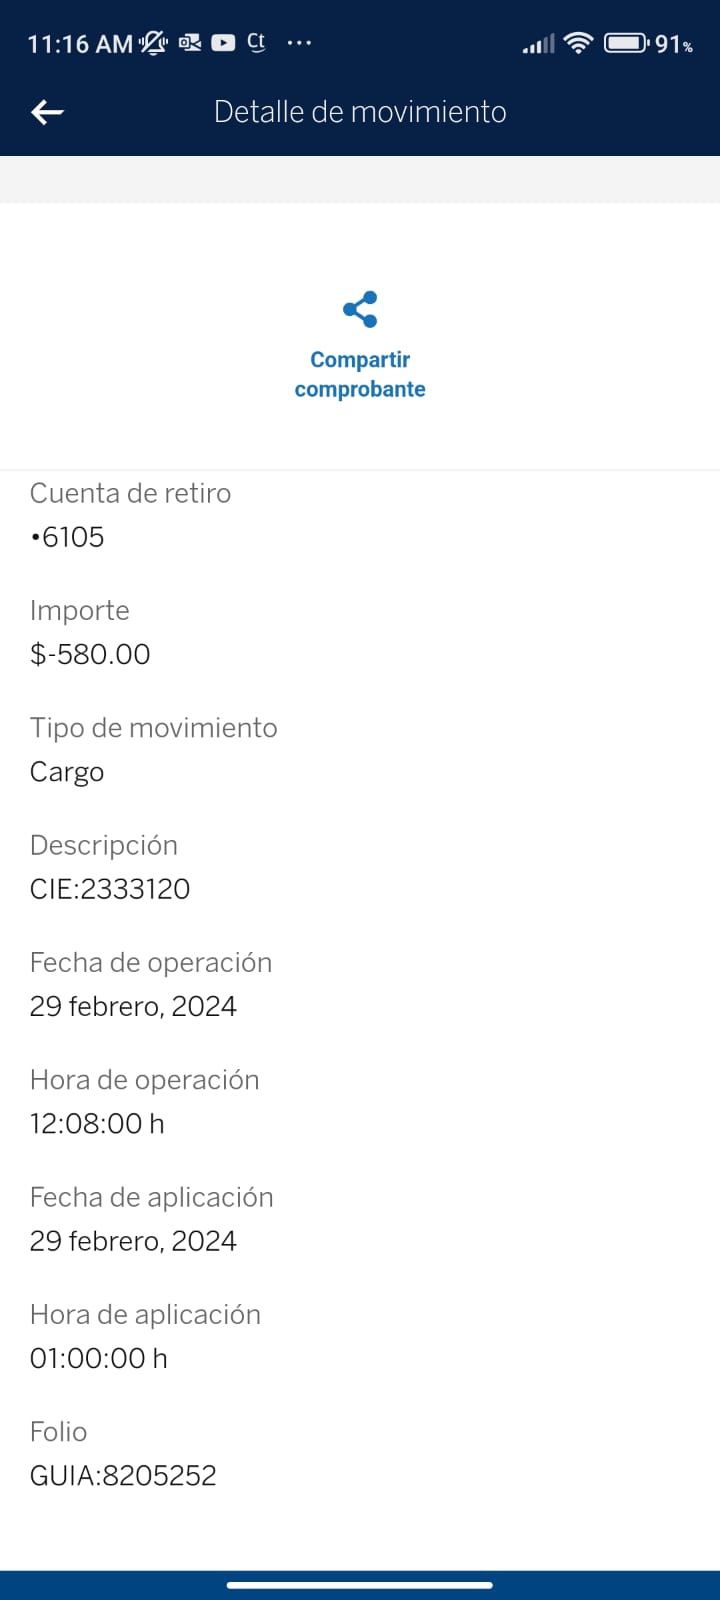 11:16 AM Ct ... 91%
Detalle de movimiento
Compartir
comprobante
Cuenta de retiro
•6105
Importe
$-580.00
Tipo de movimiento
Cargo
Descripción
CIE:2333120
Fecha de operación
29 febrero, 2024
Hora de operación
12:08:00 h
Fecha de aplicación
29 febrero, 2024
Hora de aplicación
01:00:00 h
Folio
GUIA:8205252